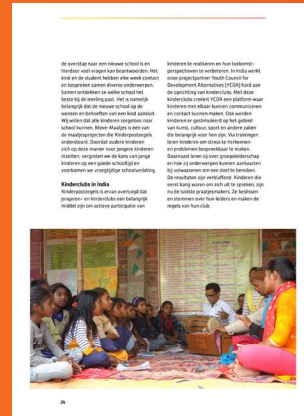 de overstap naar een nieuwe school is en
hierdoor veel vragen kan beantwoorden. Het
kind en de student hebben elke week contact
en bespreken samen diverse onderwerpen.
Samen ontdekken ze welke school het
beste bij de leerling past. Het is namelijk
belangrijk dat de nieuwe school op de
wensen en behoeften van een kind aansluit.
Wij willen dat alle kinderen zorgeloos naar
school kunnen. Move-Maatjes is één van
de maatjesprojecten die Kinderpostzegels
ondersteunt. Doordat oudere kinderen
zich op deze manier voor jongere kinderen
inzetten, vergroten we de kans van jonge
kinderen op een goede schooltijd en
voorkomen we vroegtijdige schoolverlating.
Kinderclubs in India
Kinderpostzegels is ervan overtuigd dat
jongeren- en kinderclubs een belangrijk
middel zijn om actieve participatie van
kinderen te realiseren en hun toekomst-
perspectieven te verbeteren. In India werkt
onze projectpartner Youth Council for
Development Alternatives (YCDA) hard aan
de oprichting van kinderclubs. Met deze
kinderclubs creëert YCDA een platform waar
kinderen met elkaar kunnen communiceren
en contact kunnen maken. Ook worden
kinderen er gestimuleerd op het gebied
van kunst, cultuur, sport en andere zaken
die belangrijk voor hen zijn. Via trainingen
leren kinderen om stress te herkennen
en problemen bespreekbaar te maken.
Daarnaast leren zij over groepsleiderschap
en hoe zij onderwerpen kunnen aankaarten
bij volwassenen om een doel te bereiken.
De resultaten zijn verbluffend. Kinderen die
eerst bang waren om zich uit te spreken, zijn
nu de luidste praatjesmakers. Ze beslissen
en stemmen over hun leiders en maken de
regels van hun club.
24